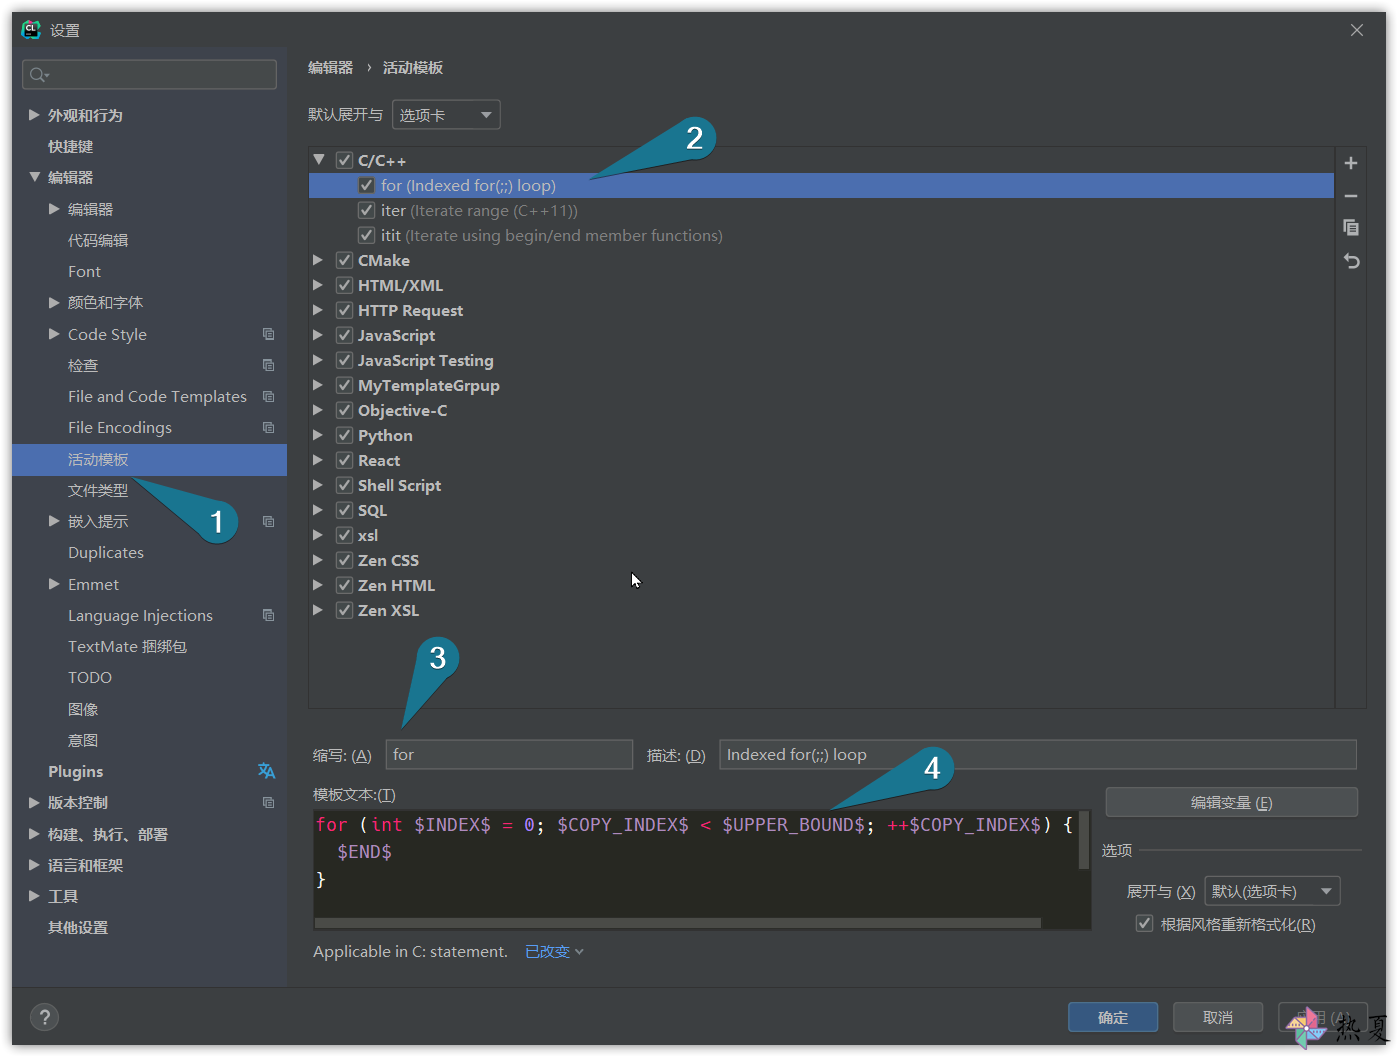 CL 设置
编辑器 › 活动模板
外观和行为
快捷键
编辑器
编辑器
代码编辑
Font
颜色和字体
Code Style
检查
File and Code Templates
File Encodings
活动模板
文件类型
嵌入提示
Duplicates
Emmet
Language Injections
TextMate 捆绑包
TODO
图像
意图
Plugins
版本控制
构建、执行、部署
语言和框架
工具
其他设置
1
默认展开与 选项卡
2
C/C++
for (Indexed for(;;) loop)
iter (Iterate range (C++11))
itit (Iterate using begin/end member functions)
CMake
HTML/XML
HTTP Request
JavaScript
JavaScript Testing
MyTemplateGrpup
Objective-C
Python
React
Shell Script
SQL
xsl
Zen CSS
Zen HTML
Zen XSL
3
缩写: (A) for 描述: (D) Indexed for(;;) loop
4
模板文本:(T)
for (int $INDEX$ = 0; $COPY_INDEX$ < $UPPER_BOUND$; ++$COPY_INDEX$) {
$END$
}
编辑变量 (E)
选项
展开与 (X) 默认(选项卡)
根据风格重新格式化(R)
Applicable in C: statement. 已改变
?
确定 取消
热夏